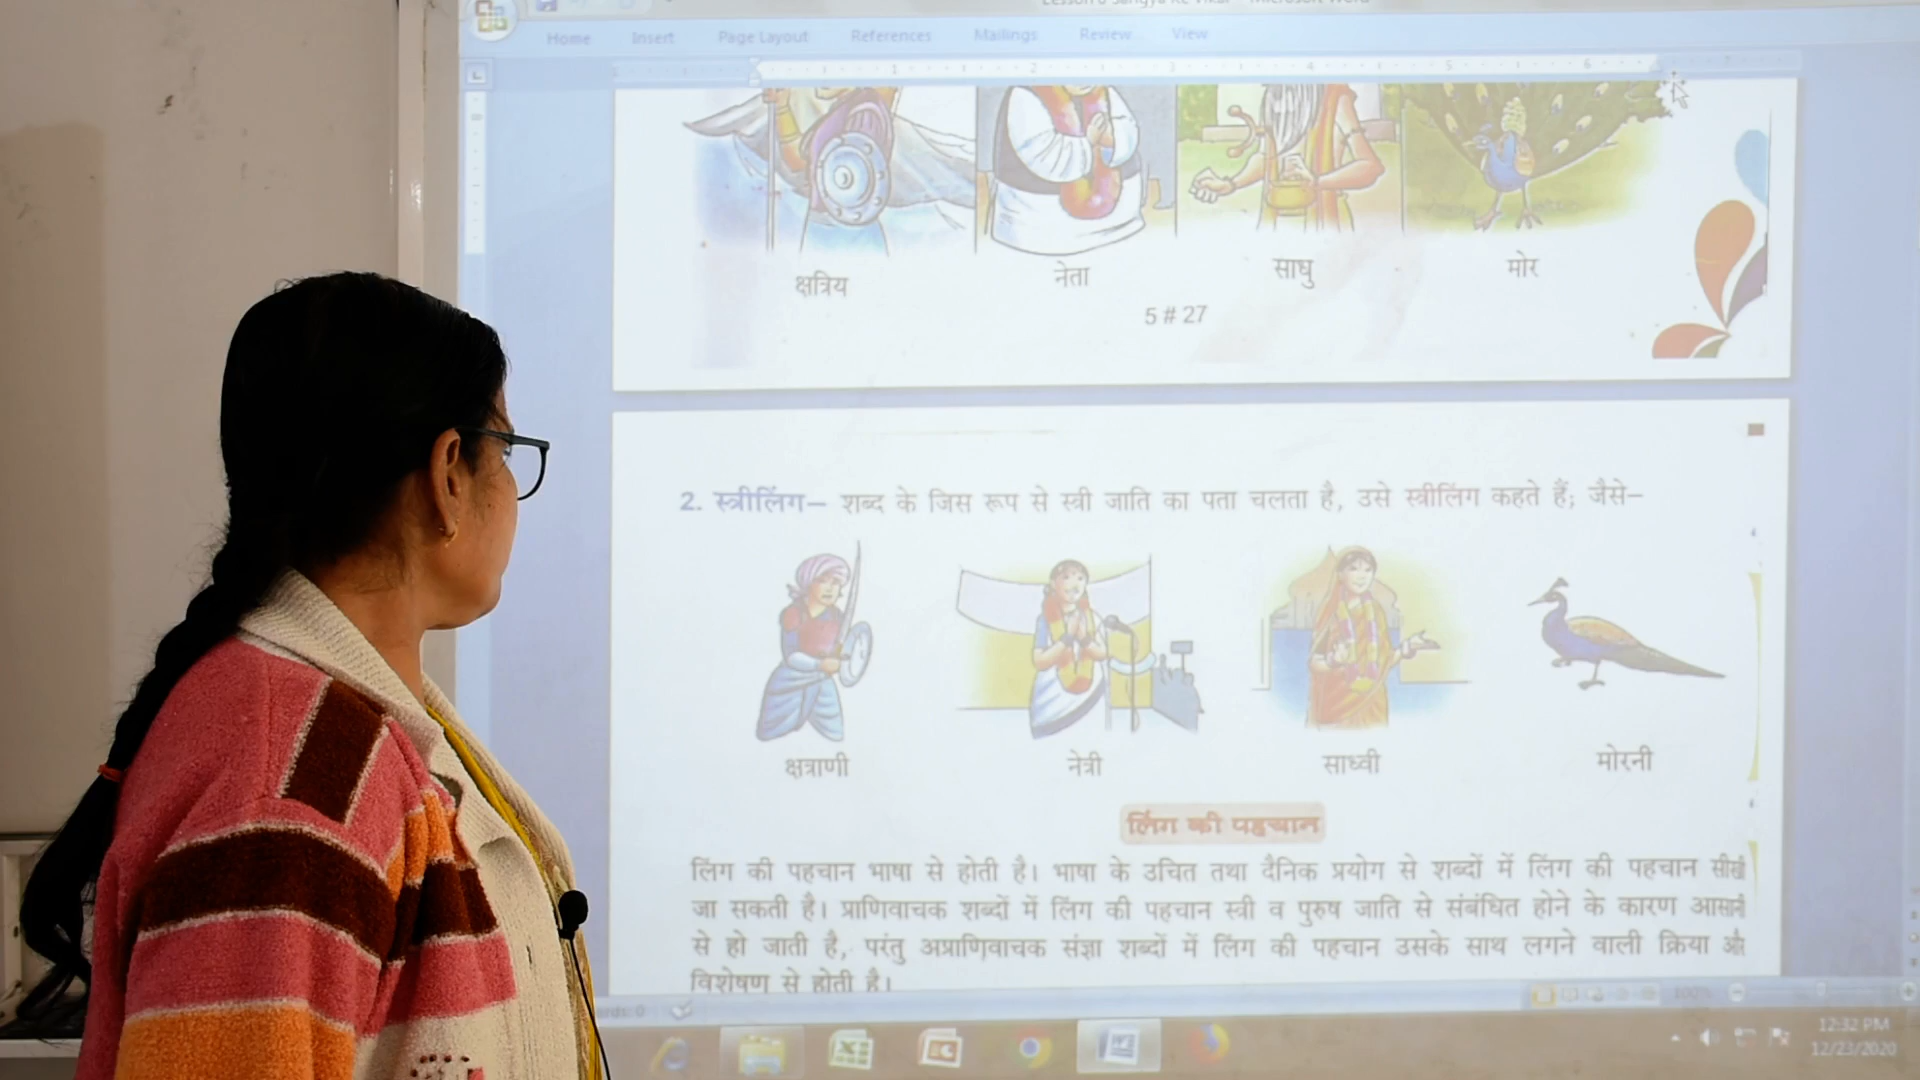 Home Insert Page Layout References Mailings Review View
क्षत्रिय नेता साधु मोर
5 # 27
2. स्त्रीलिंग— शब्द के जिस रूप से स्त्री जाति का पता चलता है, उसे स्त्रीलिंग कहते हैं; जैसे—
क्षत्राणी नेत्री साध्वी मोरनी
लिंग की पहचान
लिंग की पहचान भाषा से होती है। भाषा के उचित तथा दैनिक प्रयोग से शब्दों में लिंग की पहचान सीखी
जा सकती है। प्राणिवाचक शब्दों में लिंग की पहचान स्त्री व पुरुष जाति से संबंधित होने के कारण आसानी
से हो जाती है, परंतु अप्राणिवाचक संज्ञा शब्दों में लिंग की पहचान उसके साथ लगने वाली क्रिया और
विशेषण से होती है।
100%
12:32 PM
12/23/2020